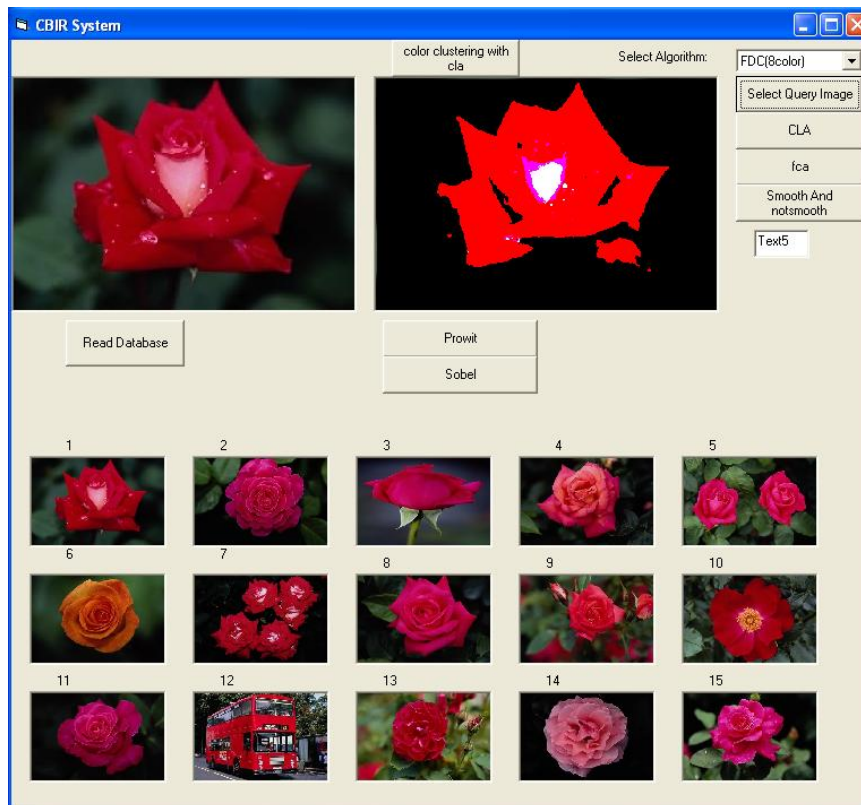 CBIR System
color clustering with
cla
Select Algorithm:
FDC(8color)
Select Query Image
CLA
fca
Smooth And
notsmooth
Text5
Read Database
Prowit
Sobel
1 2 3 4 5
6 7 8 9 10
11 12 13 14 15